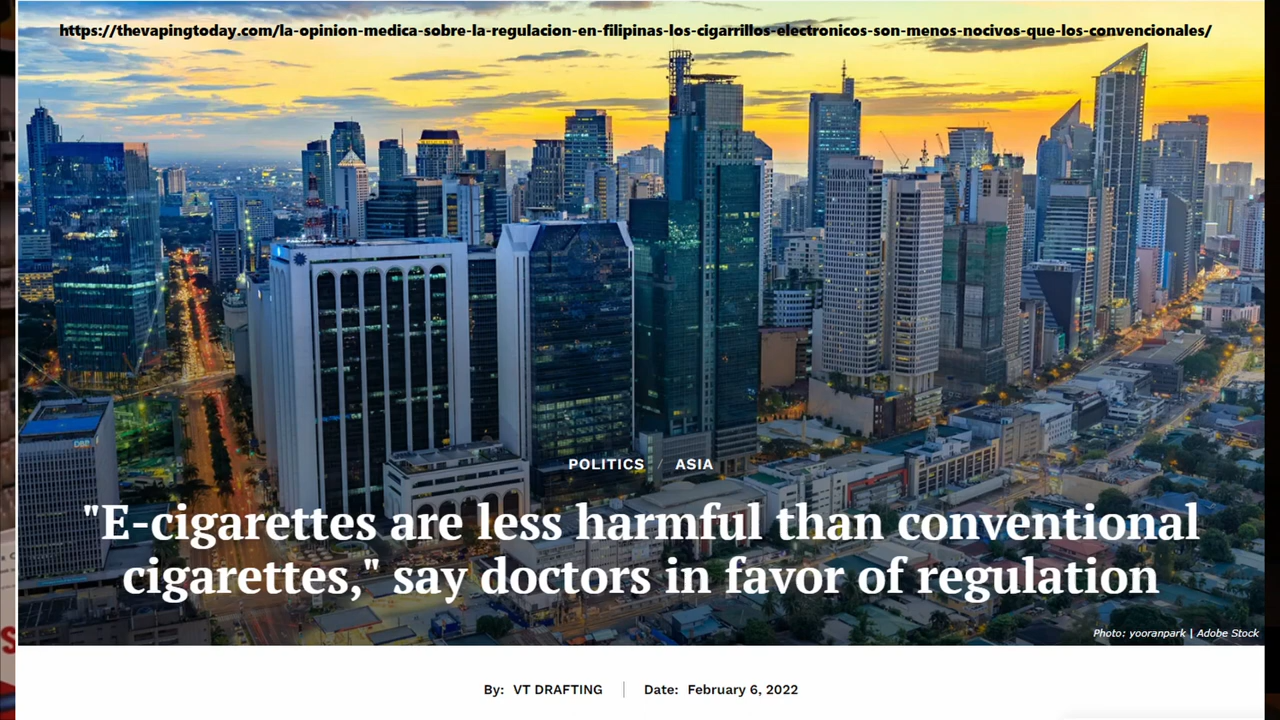 https://thevapingtoday.com/la-opinion-medica-sobre-la-regulacion-en-filipinas-los-cigarrillos-electronicos-son-menos-nocivos-que-los-convencionales/
POLITICS / ASIA
"E-cigarettes are less harmful than conventional
cigarettes," say doctors in favor of regulation
Photo: yooranpark | Adobe Stock
By: VT DRAFTING | Date: February 6, 2022